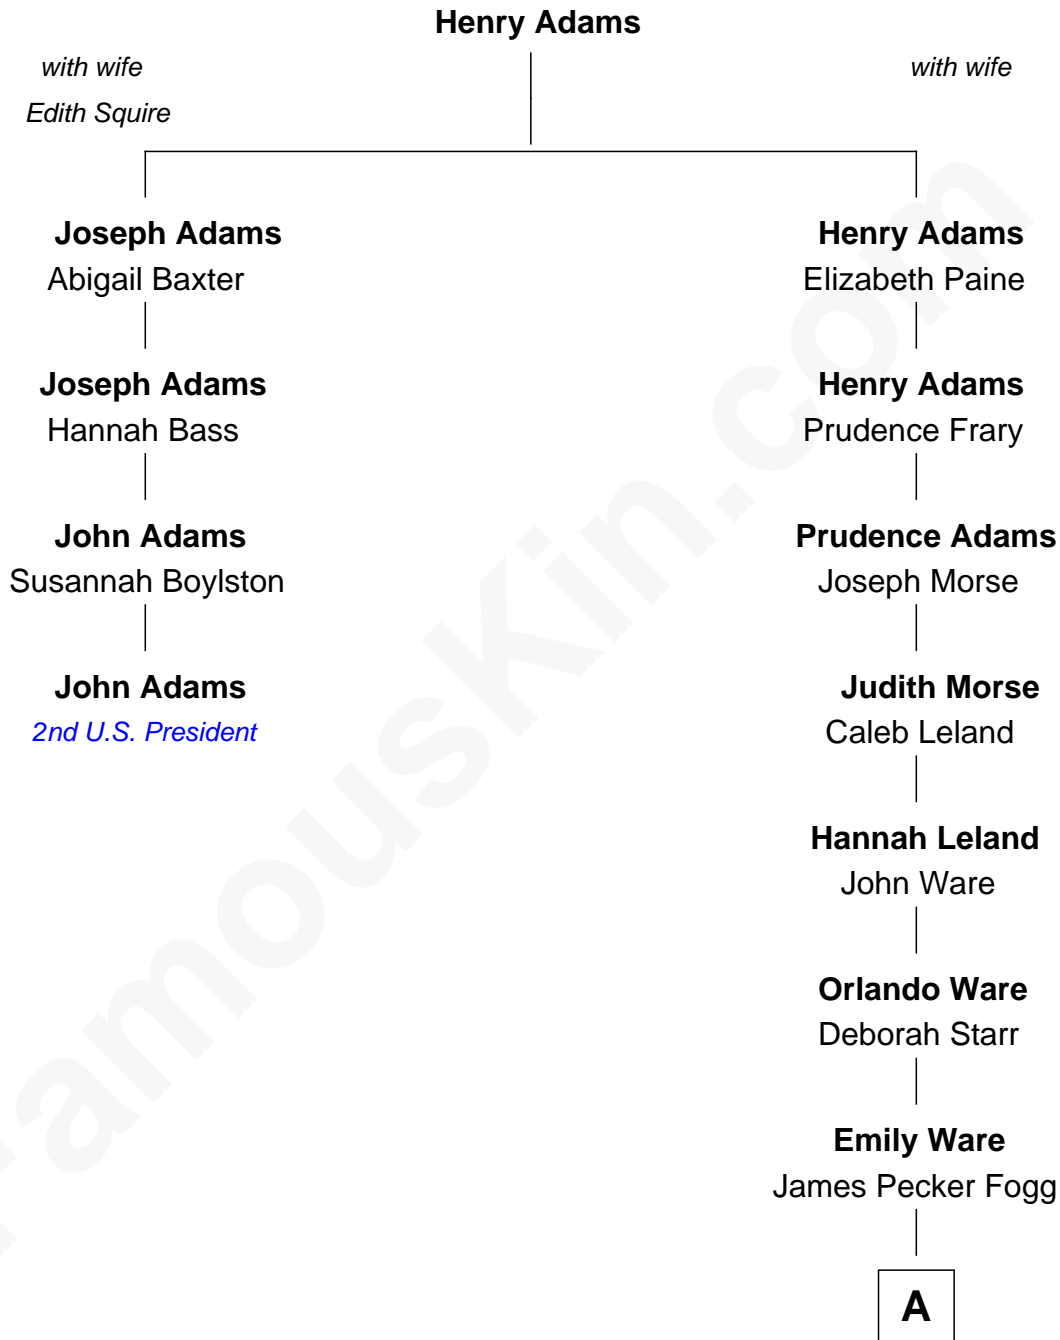 Henry Adams
with wife
Edith Squire
with wife
Joseph Adams
Abigail Baxter
Henry Adams
Elizabeth Paine
Joseph Adams
Hannah Bass
Henry Adams
Prudence Frary
John Adams
Susannah Boylston
Prudence Adams
Joseph Morse
John Adams
2nd U.S. President
Judith Morse
Caleb Leland
Hannah Leland
John Ware
Orlando Ware
Deborah Starr
Emily Ware
James Pecker Fogg
A
FamousKin.com